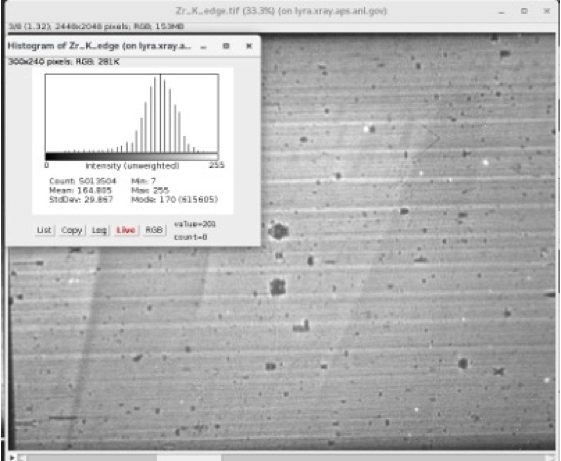 Zr_K_edge.tif (33.3%) (on lyra.xray.aps.anl.gov)
3/8 (1.32); 2448x2048 pixels; RGB; 153MB
Histogram of Zr_K_edge (on lyra.xray.a...
300x240 pixels; RGB; 281K
0 Intensity (unweighted) 255
Count: 5013504 Min: 7
Mean: 164.805 Max: 255
StdDev: 29.867 Mode: 170 (615605)
List Copy Log Live RGB value=201
count=0